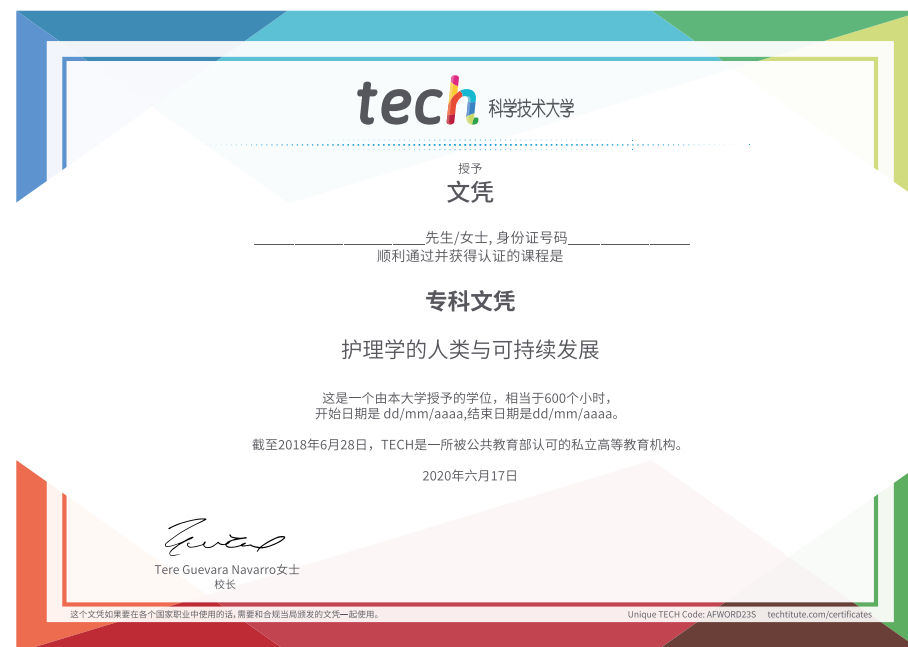 tech 科学技术大学
授予
文凭
______________________先生/女士, 身份证号码________________
顺利通过并获得认证的课程是
专科文凭
护理学的人类与可持续发展
这是一个由本大学授予的学位，相当于600个小时，
开始日期是 dd/mm/aaaa,结束日期是dd/mm/aaaa。
截至2018年6月28日，TECH是一所被公共教育部认可的私立高等教育机构。
2020年六月17日
Tere Guevara Navarro女士
校长
这个文凭如果要在各个国家职业中使用的话,需要和合规当局颁发的文凭一起使用。
Unique TECH Code: AFWORD23S techtitute.com/certificates